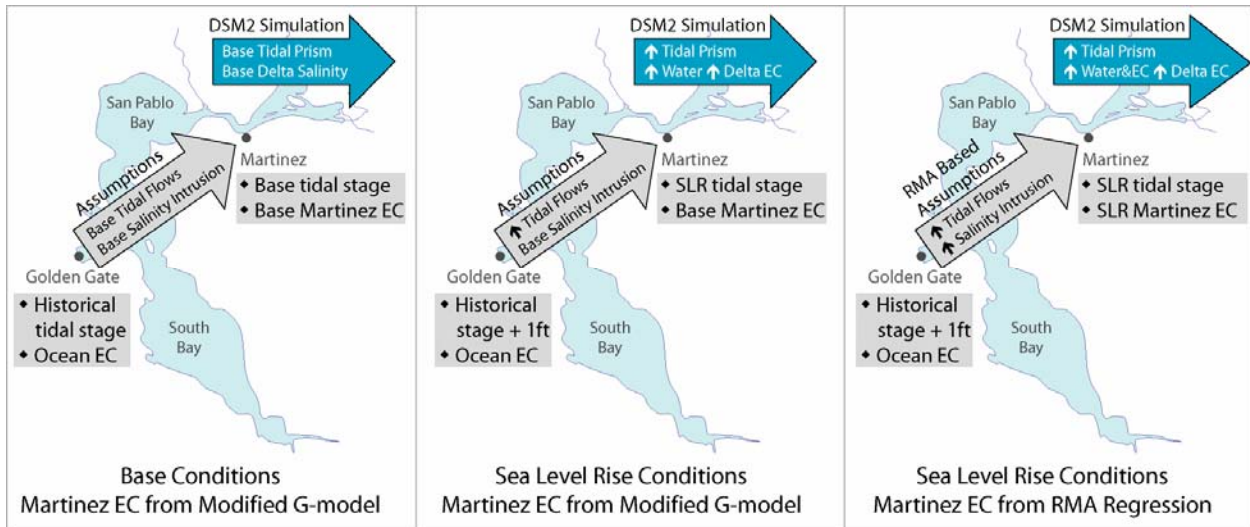 DSM2 Simulation
Base Tidal Prism
Base Delta Salinity
San Pablo
Bay
Martinez
◆ Base tidal stage
◆ Base Martinez EC
Assumptions
Base Tidal Flows
Base Salinity Intrusion
Golden Gate
◆ Historical
tidal stage
◆ Ocean EC
South
Bay
Base Conditions
Martinez EC from Modified G-model
DSM2 Simulation
↑ Tidal Prism
↑ Water ↑ Delta EC
San Pablo
Bay
Martinez
◆ SLR tidal stage
◆ Base Martinez EC
Assumptions
↑ Tidal Flows
Base Salinity Intrusion
Golden Gate
◆ Historical
stage + 1ft
◆ Ocean EC
South
Bay
Sea Level Rise Conditions
Martinez EC from Modified G-model
DSM2 Simulation
↑ Tidal Prism
↑ Water&EC ↑ Delta EC
San Pablo
Bay
Martinez
◆ SLR tidal stage
◆ SLR Martinez EC
RMA Based
Assumptions
↑ Tidal Flows
↑ Salinity Intrusion
Golden Gate
◆ Historical
stage + 1ft
◆ Ocean EC
South
Bay
Sea Level Rise Conditions
Martinez EC from RMA Regression